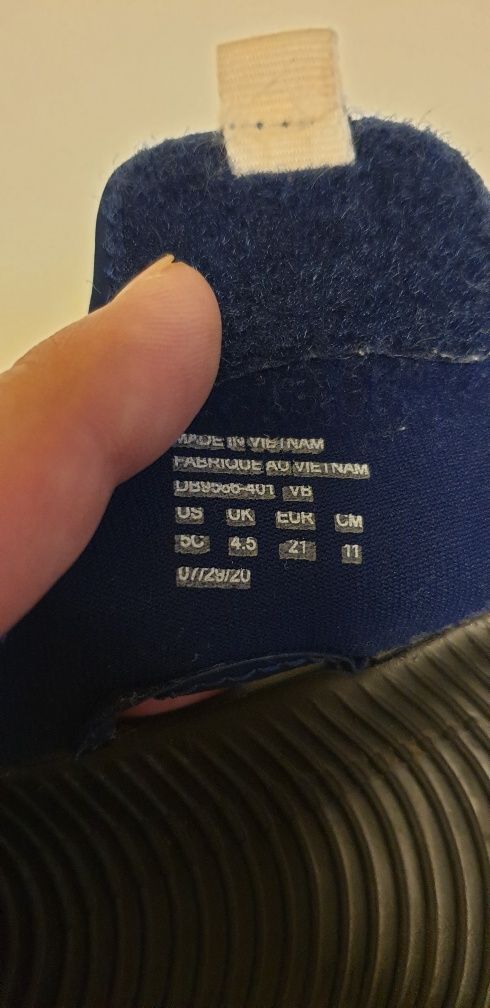 MADE IN VIETNAM
FABRIQUE AU VIETNAM
DB9566-401 VB
US UK EUR CM
5C 4.5 21 11
07/29/20